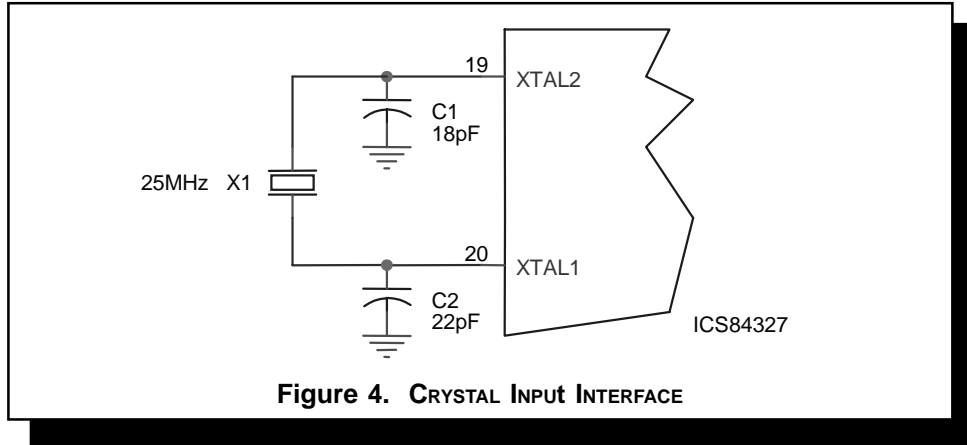 19
XTAL2
C1
18pF
25MHz X1
20
XTAL1
C2
22pF
ICS84327
Figure 4. CRYSTAL INPUt INTERFACE